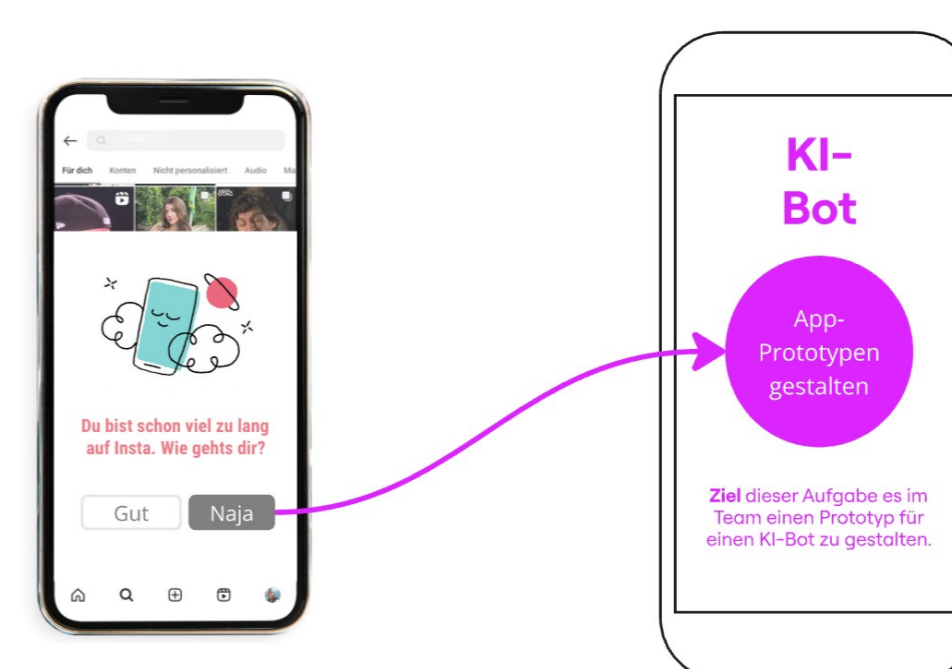 Für dich Konten Nicht personalisiert Audio Ma
Du bist schon viel zu lang
auf Insta. Wie gehts dir?
Gut
Naja
KI-
Bot
App-
Prototypen
gestalten
Ziel dieser Aufgabe es im
Team einen Prototyp für
einen KI-Bot zu gestalten.